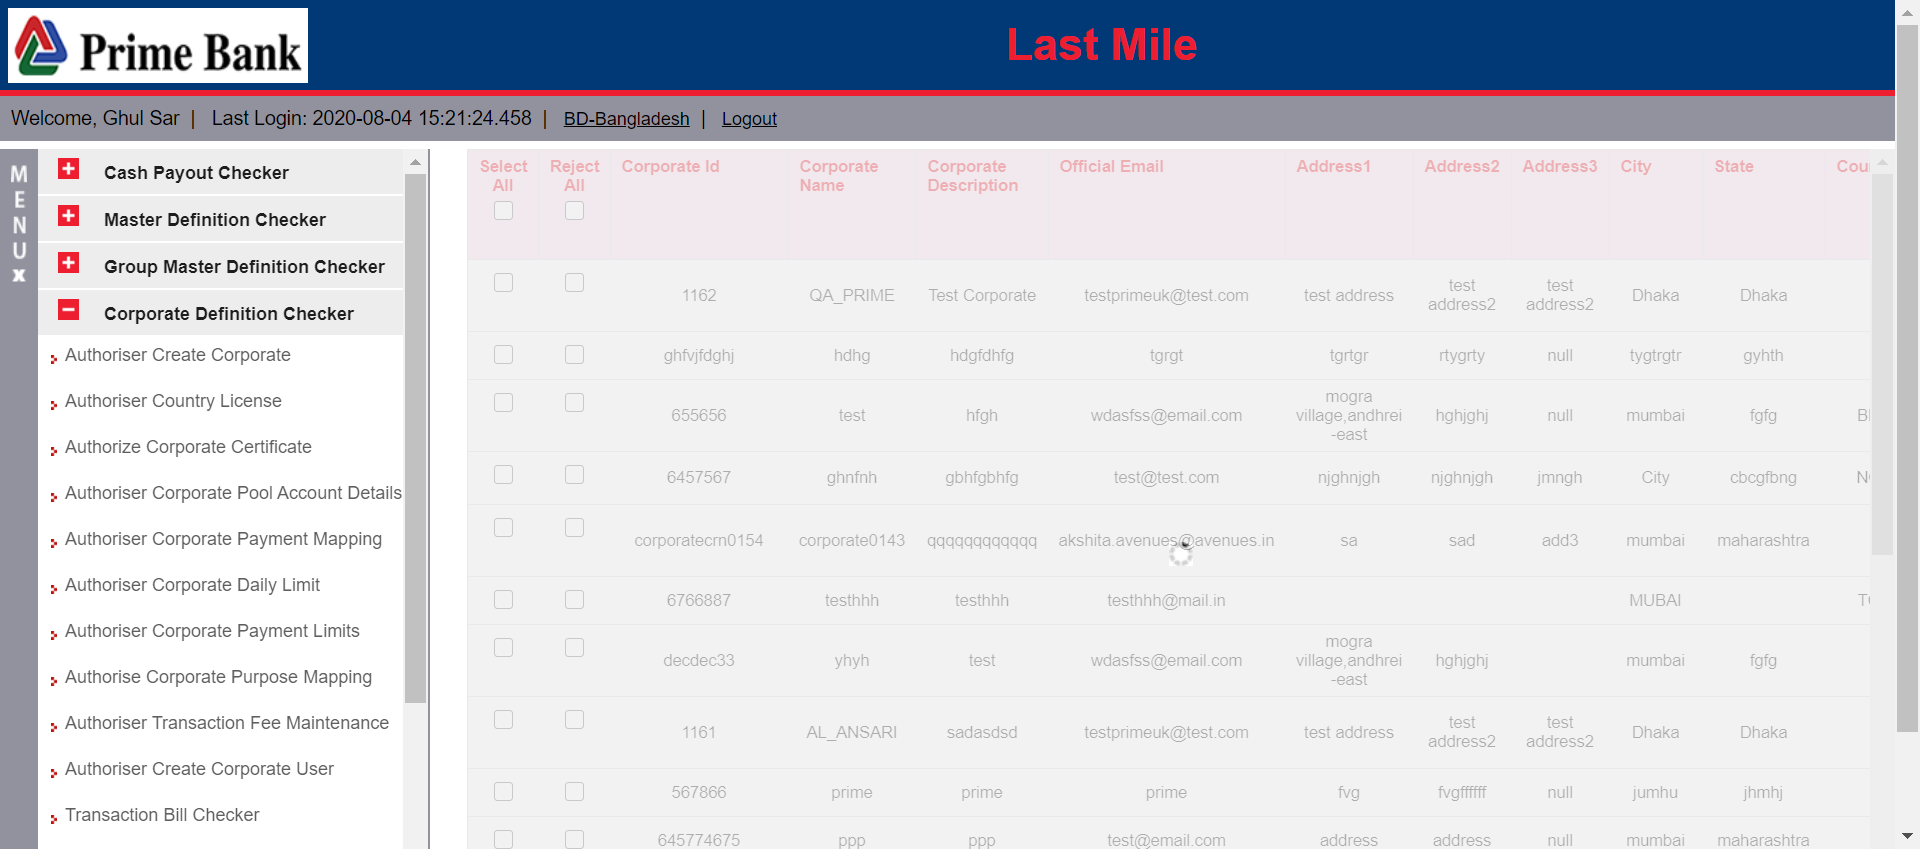 Prime Bank
Last Mile
Welcome, Ghul Sar | Last Login: 2020-08-04 15:21:24.458 | BD-Bangladesh | Logout
MENU X
Cash Payout Checker
Master Definition Checker
Group Master Definition Checker
Corporate Definition Checker
Authoriser Create Corporate
Authoriser Country License
Authorize Corporate Certificate
Authoriser Corporate Pool Account Details
Authoriser Corporate Payment Mapping
Authoriser Corporate Daily Limit
Authoriser Corporate Payment Limits
Authorise Corporate Purpose Mapping
Authoriser Transaction Fee Maintenance
Authoriser Create Corporate User
Transaction Bill Checker
Select All Reject All Corporate Id Corporate Name Corporate Description Official Email Address1 Address2 Address3 City State Cou
1162 QA_PRIME Test Corporate testprimeuk@test.com test address test address2 test address2 Dhaka Dhaka
ghfvjfdghj hdhg hdgfdhfg tgrgt tgrtgr rtygrty null tygtrgtr gyhth
655656 test hfgh wdasfss@email.com mogra village,andhrei-east hghjghj null mumbai fgfg
6457567 ghnfnh gbhfgbhfg test@test.com njghnjgh njghnjgh jmngh City cbcgfbng
corporatecrn0154 corporate0143 qqqqqqqqqqqq akshita.avenues@avenues.in sa sad add3 mumbai maharashtra
6766887 testhhh testhhh testhhh@mail.in MUBAI
decdec33 yhyh test wdasfss@email.com mogra village,andhrei-east hghjghj mumbai fgfg
1161 AL_ANSARI sadasdsd testprimeuk@test.com test address test address2 test address2 Dhaka Dhaka
567866 prime prime prime fvg fvgffffff null jumhu jhmhj
645774675 ppp ppp test@email.com address address null mumbai maharashtra